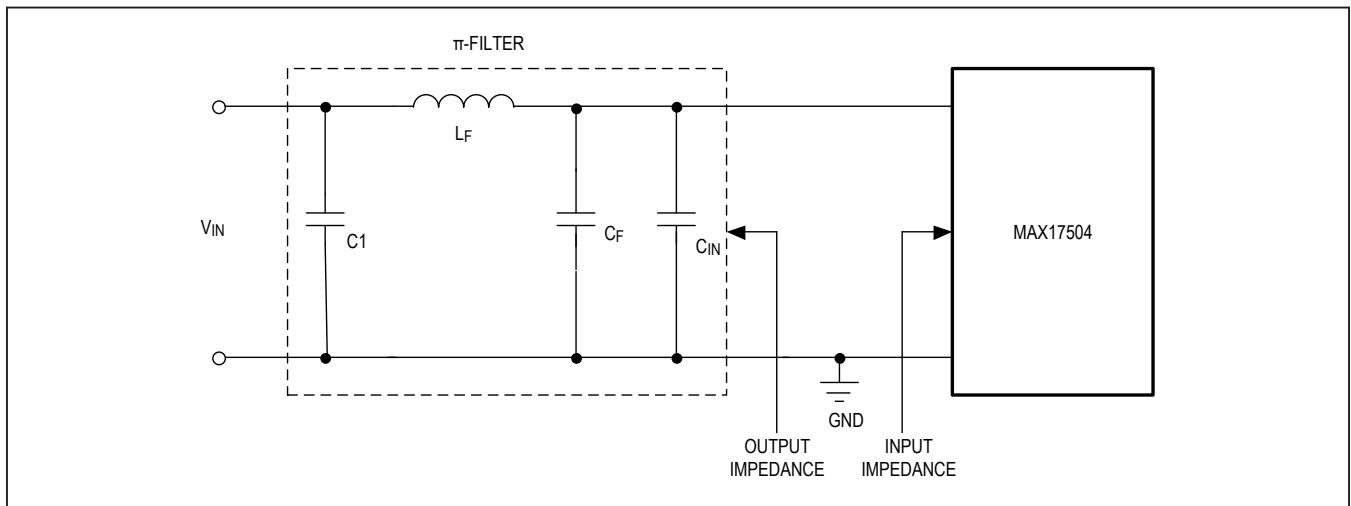 π-FILTER
LF
VIN
C1
CF
CIN
MAX17504
GND
OUTPUT
IMPEDANCE
INPUT
IMPEDANCE